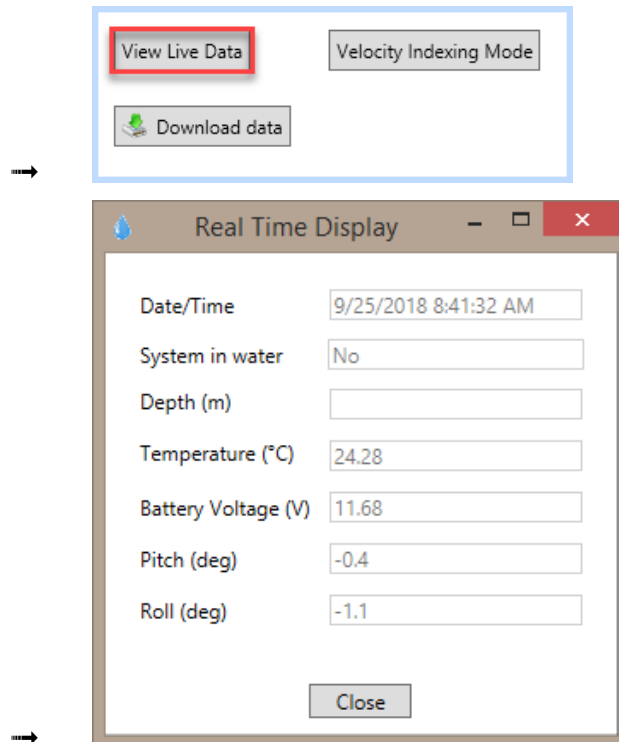 View Live Data Velocity Indexing Mode
Download data
Real Time Display
Date/Time 9/25/2018 8:41:32 AM
System in water No
Depth (m)
Temperature (°C) 24.28
Battery Voltage (V) 11.68
Pitch (deg) -0.4
Roll (deg) -1.1
Close